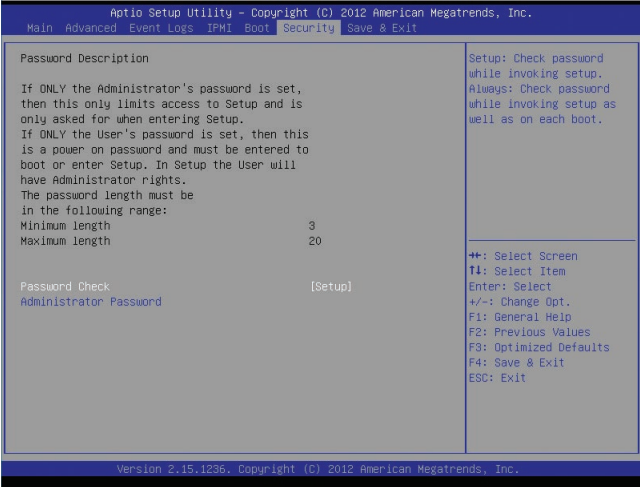 Aptio Setup Utility – Copyright (C) 2012 American Megatrends, Inc.
Main Advanced Event Logs IPMI Boot Security Save & Exit
Password Description
If ONLY the Administrator's password is set,
then this only limits access to Setup and is
only asked for when entering Setup.
If ONLY the User's password is set, then this
is a power on password and must be entered to
boot or enter Setup. In Setup the User will
have Administrator rights.
The password length must be
in the following range:
Minimum length 3
Maximum length 20
Password Check [Setup]
Administrator Password
Setup: Check password
while invoking setup.
Always: Check password
while invoking setup as
well as on each boot.
↔: Select Screen
↑↓: Select Item
Enter: Select
+/-: Change Opt.
F1: General Help
F2: Previous Values
F3: Optimized Defaults
F4: Save & Exit
ESC: Exit
Version 2.15.1236. Copyright (C) 2012 American Megatrends, Inc.